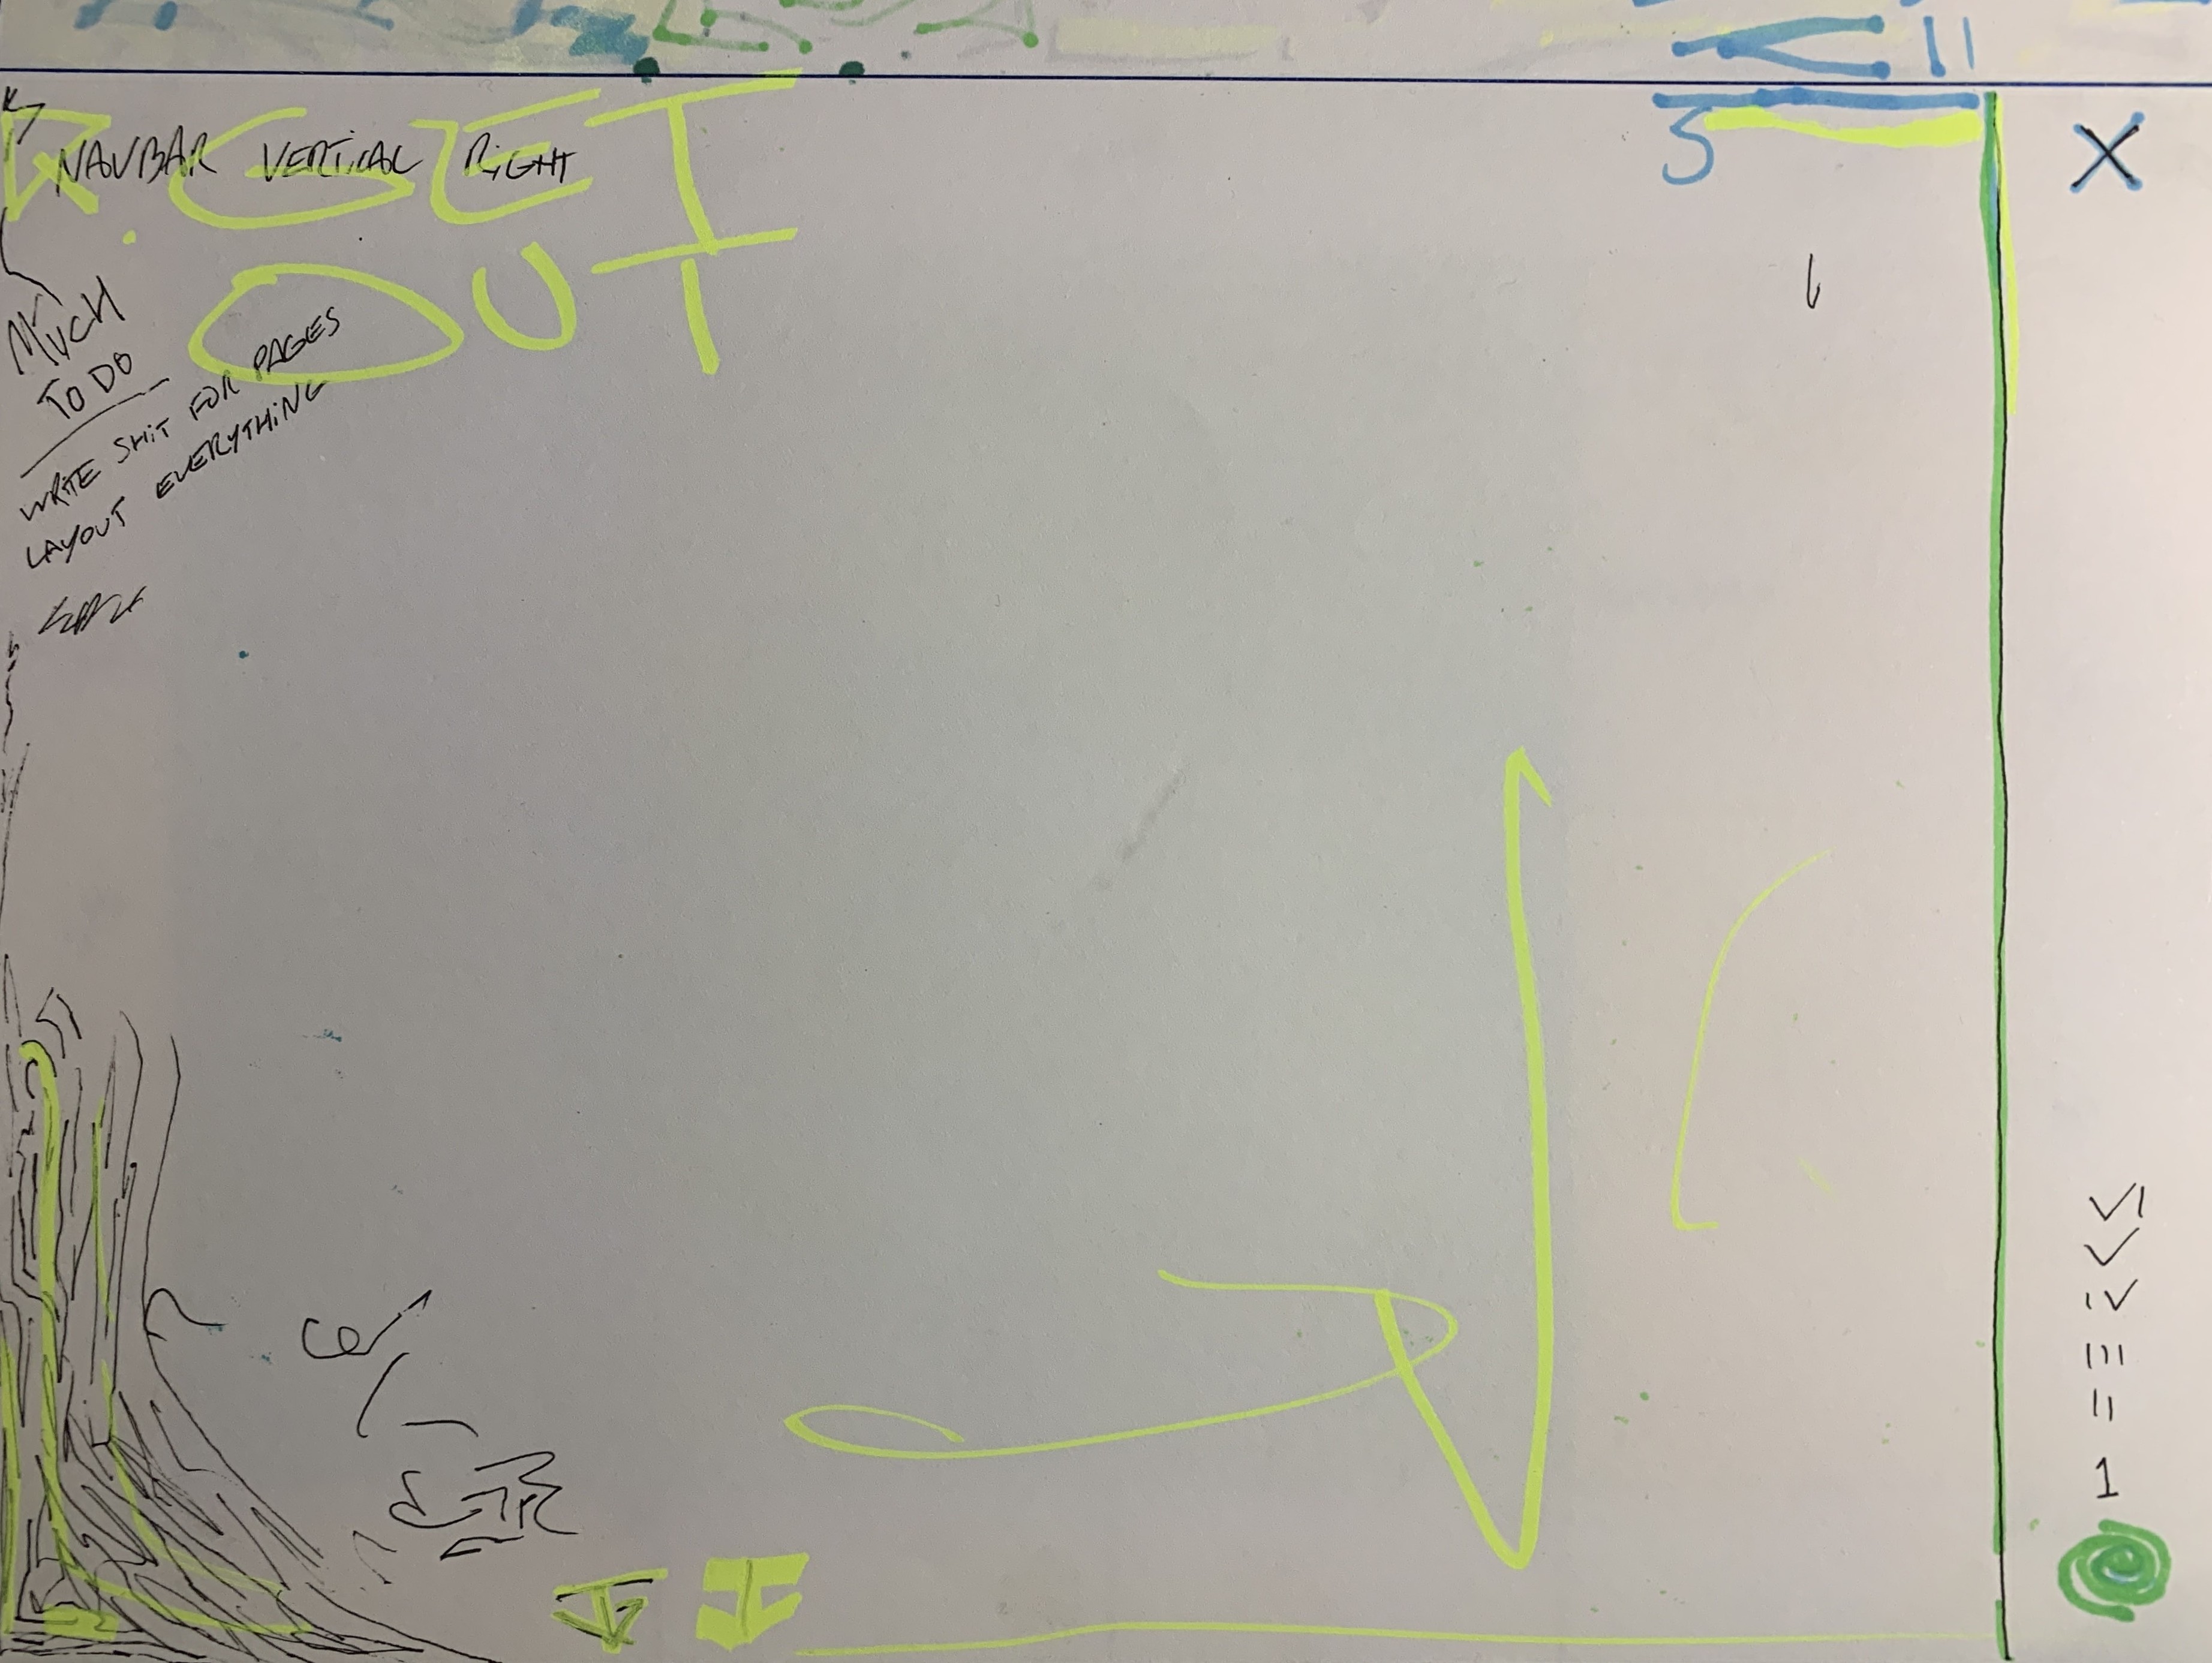 NAVBAR VERTICAL RIGHT
GET
OUT
MUCH
TO DO
WRITE SHIT FOR PAGES
LAYOUT EVERYTHING
5
X
VI
V
IV
III
II
1